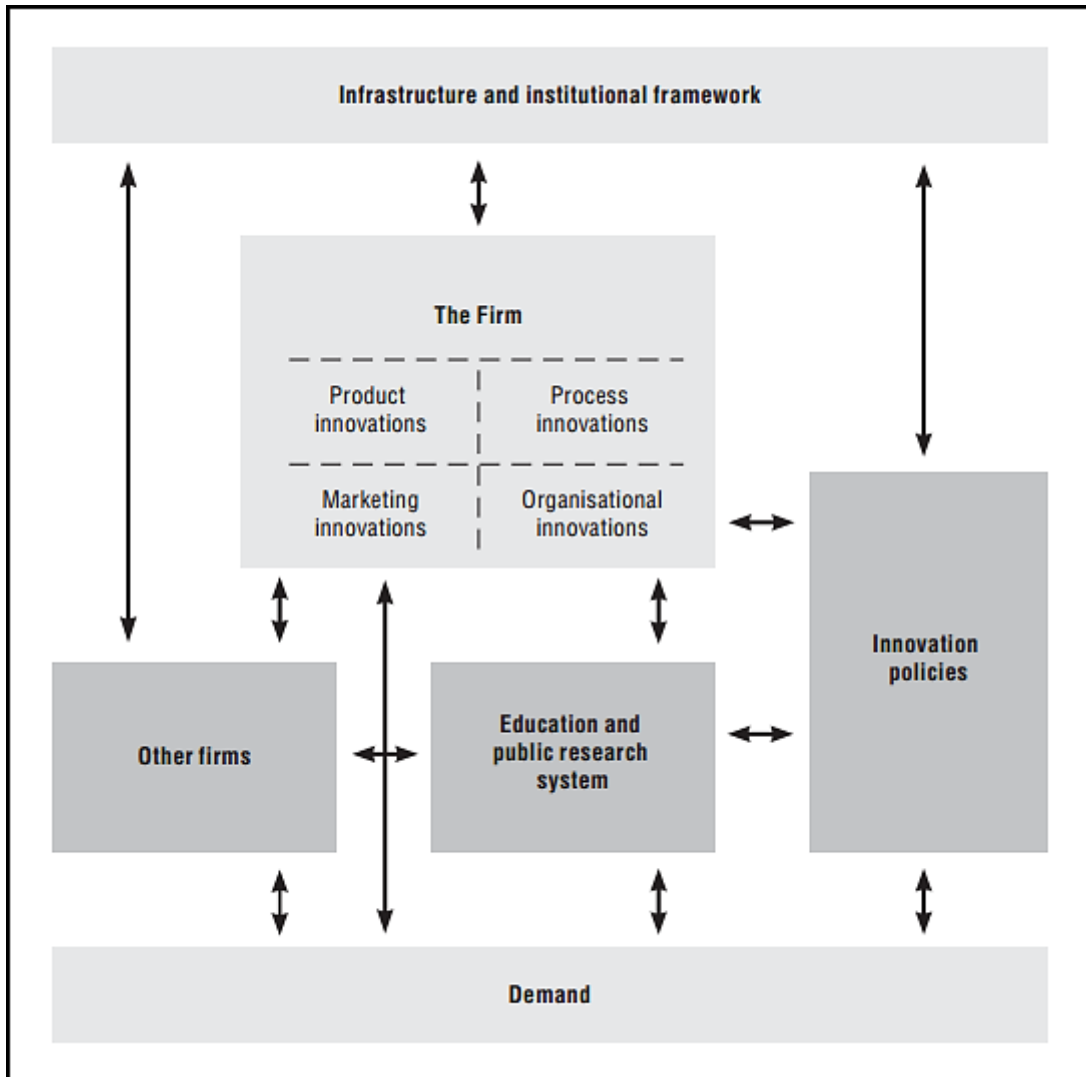 Infrastructure and institutional framework
The Firm
Product
innovations
Process
innovations
Marketing
innovations
Organisational
innovations
Innovation
policies
Other firms
Education and
public research
system
Demand